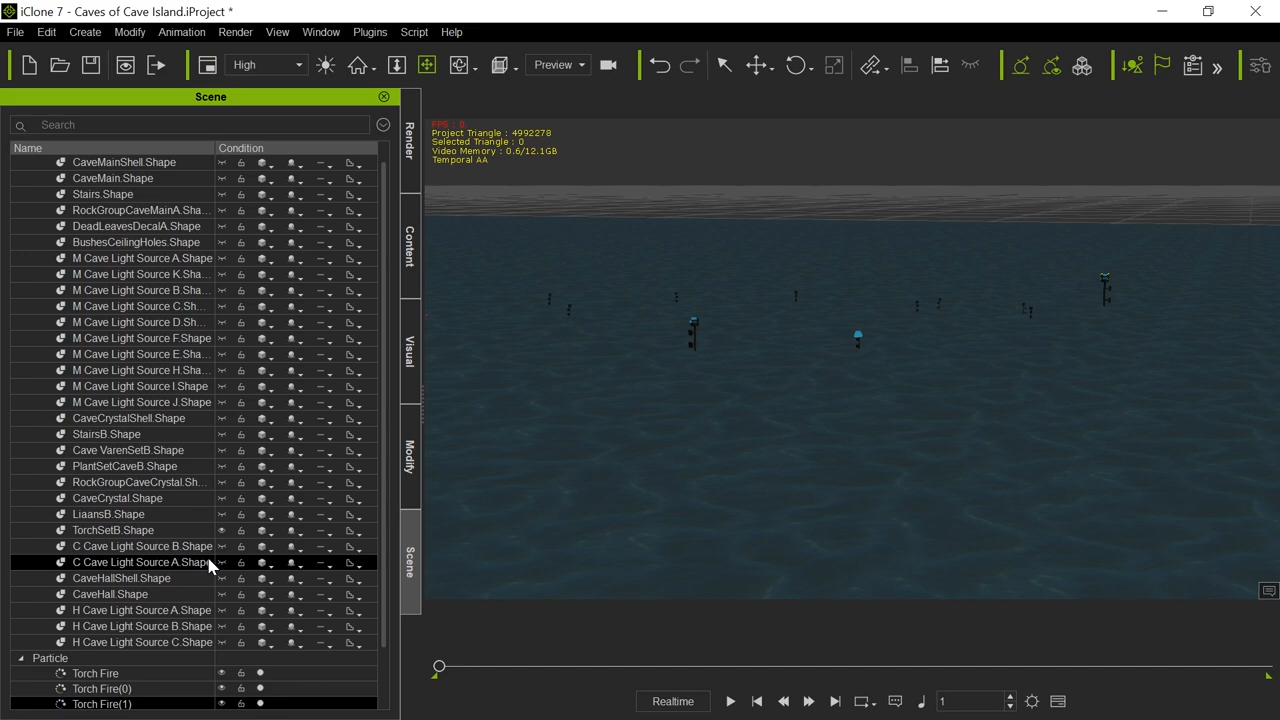 iClone 7 - Caves of Cave Island.iProject *
File Edit Create Modify Animation Render View Window Plugins Script Help
High Preview
Scene
Search
Name Condition
CaveMainShell.Shape
CaveMain.Shape
Stairs.Shape
RockGroupCaveMainA.Sha...
DeadLeavesDecalA.Shape
BushesCeilingHoles.Shape
M Cave Light Source A.Shape
M Cave Light Source K.Sha...
M Cave Light Source B.Sha...
M Cave Light Source C.Sh...
M Cave Light Source D.Sh...
M Cave Light Source F.Shape
M Cave Light Source E.Sha...
M Cave Light Source H.Sha...
M Cave Light Source I.Shape
M Cave Light Source J.Shape
CaveCrystalShell.Shape
StairsB.Shape
Cave VarenSetB.Shape
PlantSetCaveB.Shape
RockGroupCaveCrystal.Sh...
CaveCrystal.Shape
LiaansB.Shape
TorchSetB.Shape
C Cave Light Source B.Shape
C Cave Light Source A.Shape
CaveHallShell.Shape
CaveHall.Shape
H Cave Light Source A.Shape
H Cave Light Source B.Shape
H Cave Light Source C.Shape
Particle
Torch Fire
Torch Fire(0)
Torch Fire(1)
Render
Content
Visual
Modify
Scene
FPS : 0
Project Triangle : 4992278
Selected Triangle : 0
Video Memory : 0.6/12.1GB
Temporal AA
Realtime 1